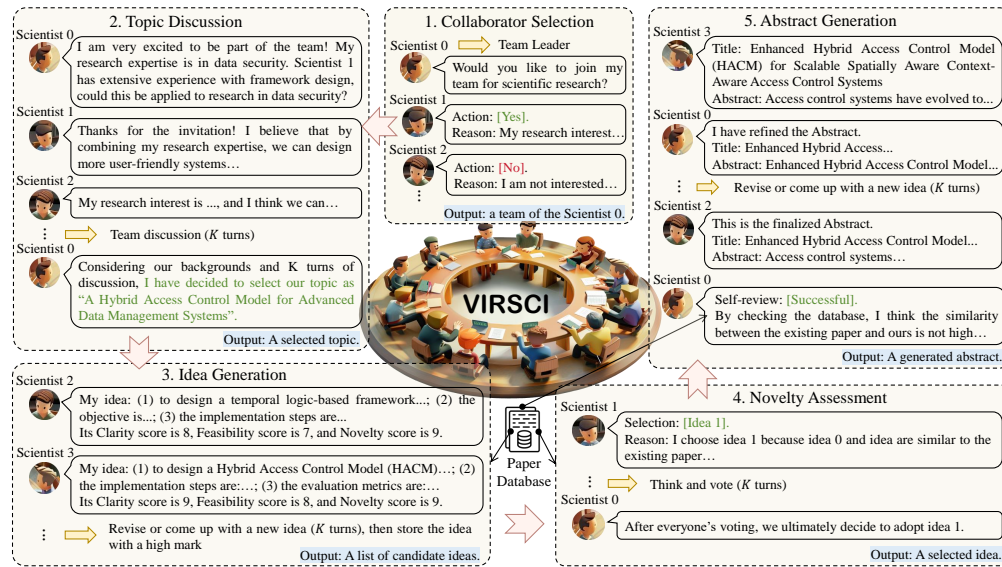 1. Collaborator Selection
Scientist 0
Team Leader
Would you like to join my
team for scientific research?
Scientist 1
Action: [Yes].
Reason: My research interest…
Scientist 2
Action: [No].
Reason: I am not interested…
Output: a team of the Scientist 0.
2. Topic Discussion
Scientist 0
I am very excited to be part of the team! My
research expertise is in data security. Scientist 1
has extensive experience with framework design,
could this be applied to research in data security?
Scientist 1
Thanks for the invitation! I believe that by
combining my research expertise, we can design
more user-friendly systems…
Scientist 2
My research interest is ..., and I think we can…
Team discussion (K turns)
Scientist 0
Considering our backgrounds and K turns of
discussion, I have decided to select our topic as
“A Hybrid Access Control Model for Advanced
Data Management Systems”.
Output: A selected topic.
VIRSCI
3. Idea Generation
Scientist 2
My idea: (1) to design a temporal logic-based framework...; (2) the
objective is...; (3) the implementation steps are...
Its Clarity score is 8, Feasibility score is 7, and Novelty score is 9.
Scientist 3
My idea: (1) to design a Hybrid Access Control Model (HACM)…; (2)
the implementation steps are:…; (3) the evaluation metrics are:…
Its Clarity score is 9, Feasibility score is 8, and Novelty score is 9.
Revise or come up with a new idea (K turns), then store the idea
with a high mark
Output: A list of candidate ideas.
Paper
Database
4. Novelty Assessment
Scientist 1
Selection: [Idea 1].
Reason: I choose idea 1 because idea 0 and idea are similar to the
existing paper…
Think and vote (K turns)
Scientist 0
After everyone’s voting, we ultimately decide to adopt idea 1.
Output: A selected idea.
5. Abstract Generation
Scientist 3
Title: Enhanced Hybrid Access Control Model
(HACM) for Scalable Spatially Aware Context-
Aware Access Control Systems
Abstract: Access control systems have evolved to...
Scientist 0
I have refined the Abstract.
Title: Enhanced Hybrid Access...
Abstract: Enhanced Hybrid Access Control Model...
Revise or come up with a new idea (K turns)
Scientist 2
This is the finalized Abstract.
Title: Enhanced Hybrid Access Control Model...
Abstract: Access control systems…
Scientist 0
Self-review: [Successful].
By checking the database, I think the similarity
between the existing paper and ours is not high…
Output: A generated abstract.